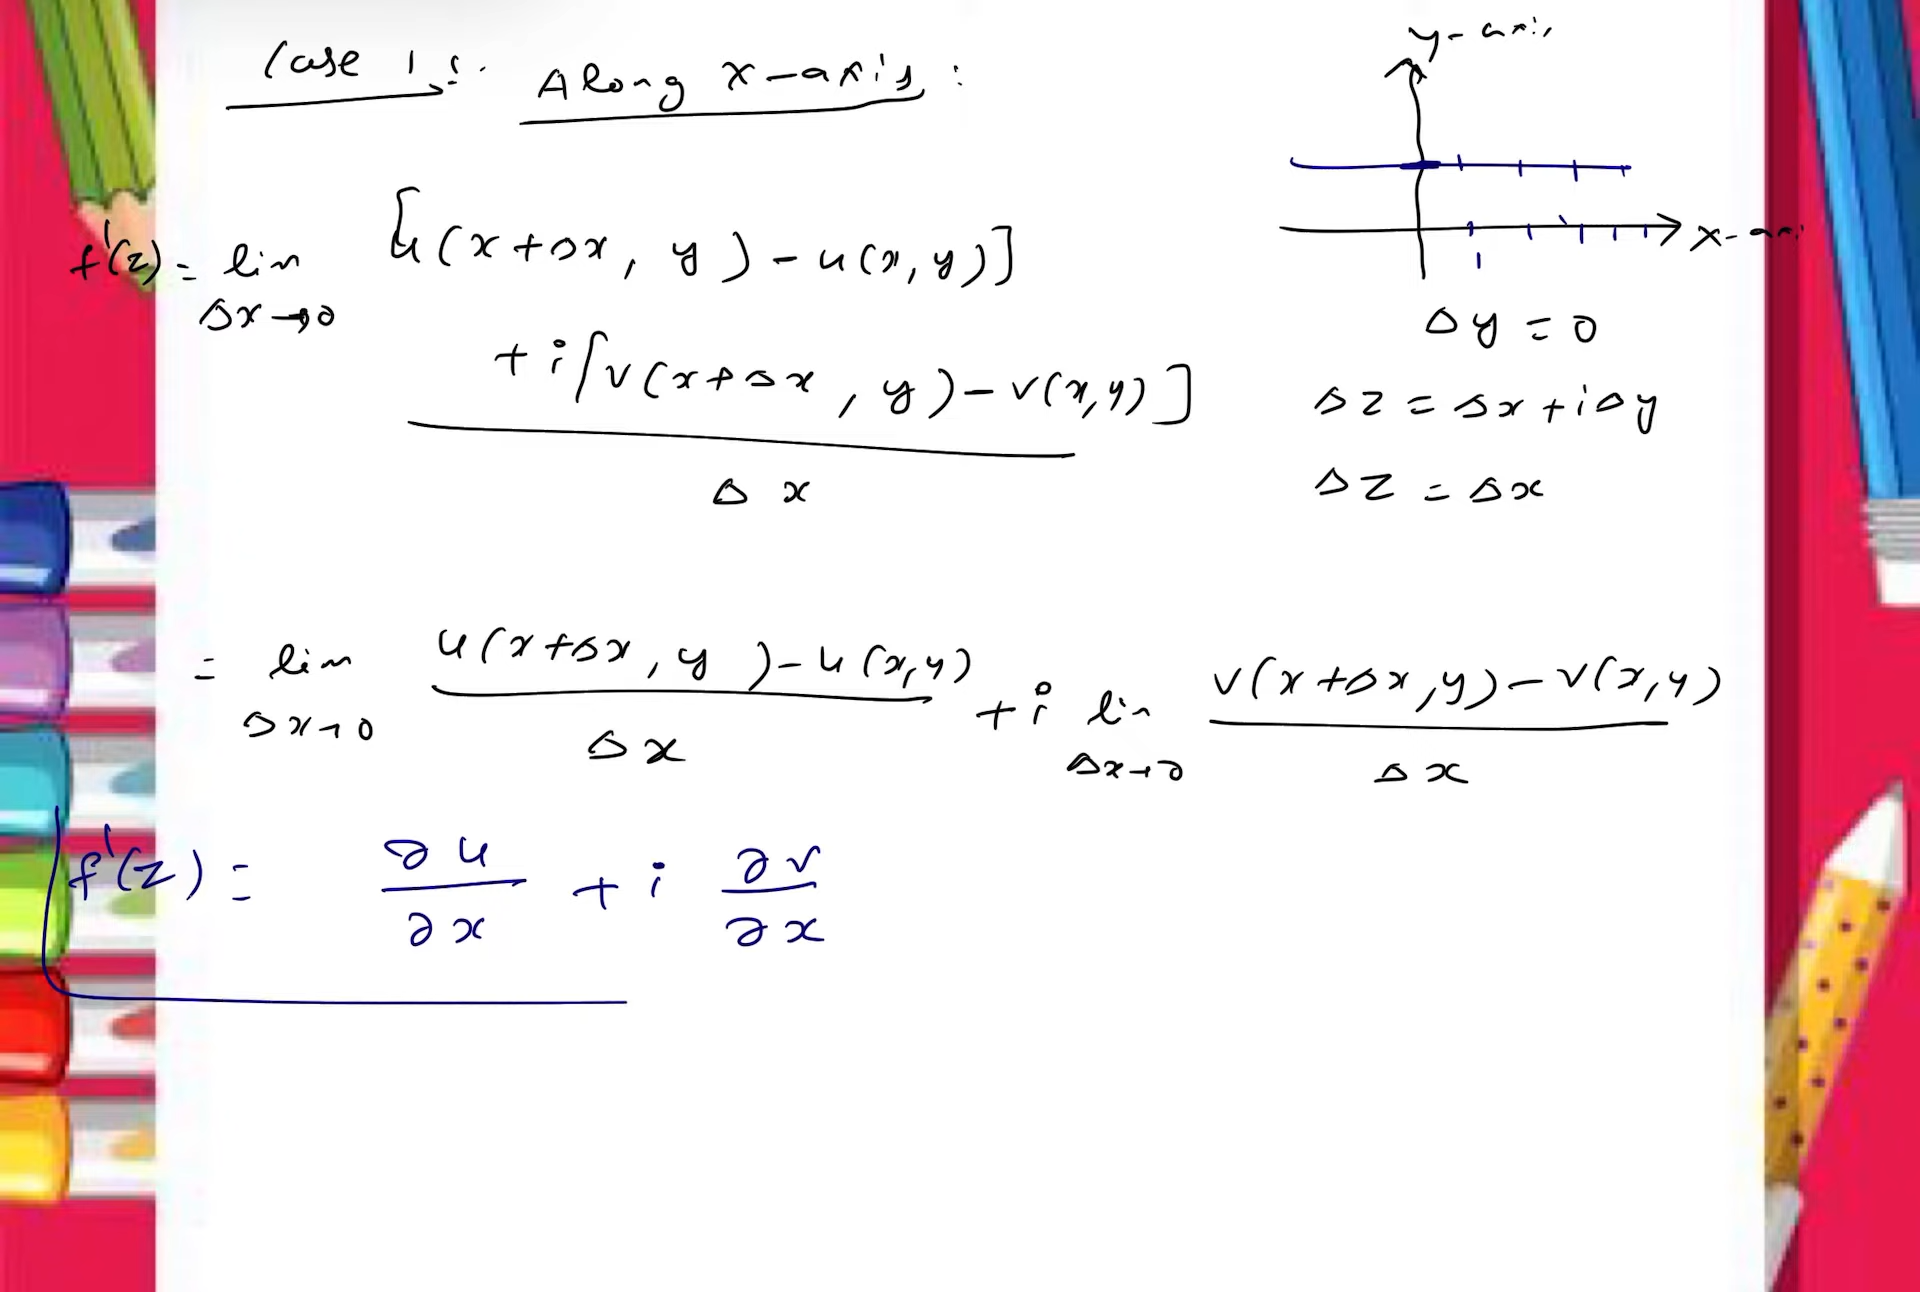 Case 1 : Along x-axis :
y-axis
x-axi
f'(z) = lim Δx→0 [u(x+Δx, y) - u(x,y)]
+ i[v(x+Δx, y) - v(x,y)]
Δx
Δy = 0
Δz = Δx + iΔy
Δz = Δx
= lim Δx→0 u(x+Δx, y) - u(x,y) / Δx + i lim Δx→0 v(x+Δx,y) - v(x,y) / Δx
f'(z) = ∂u/∂x + i ∂v/∂x